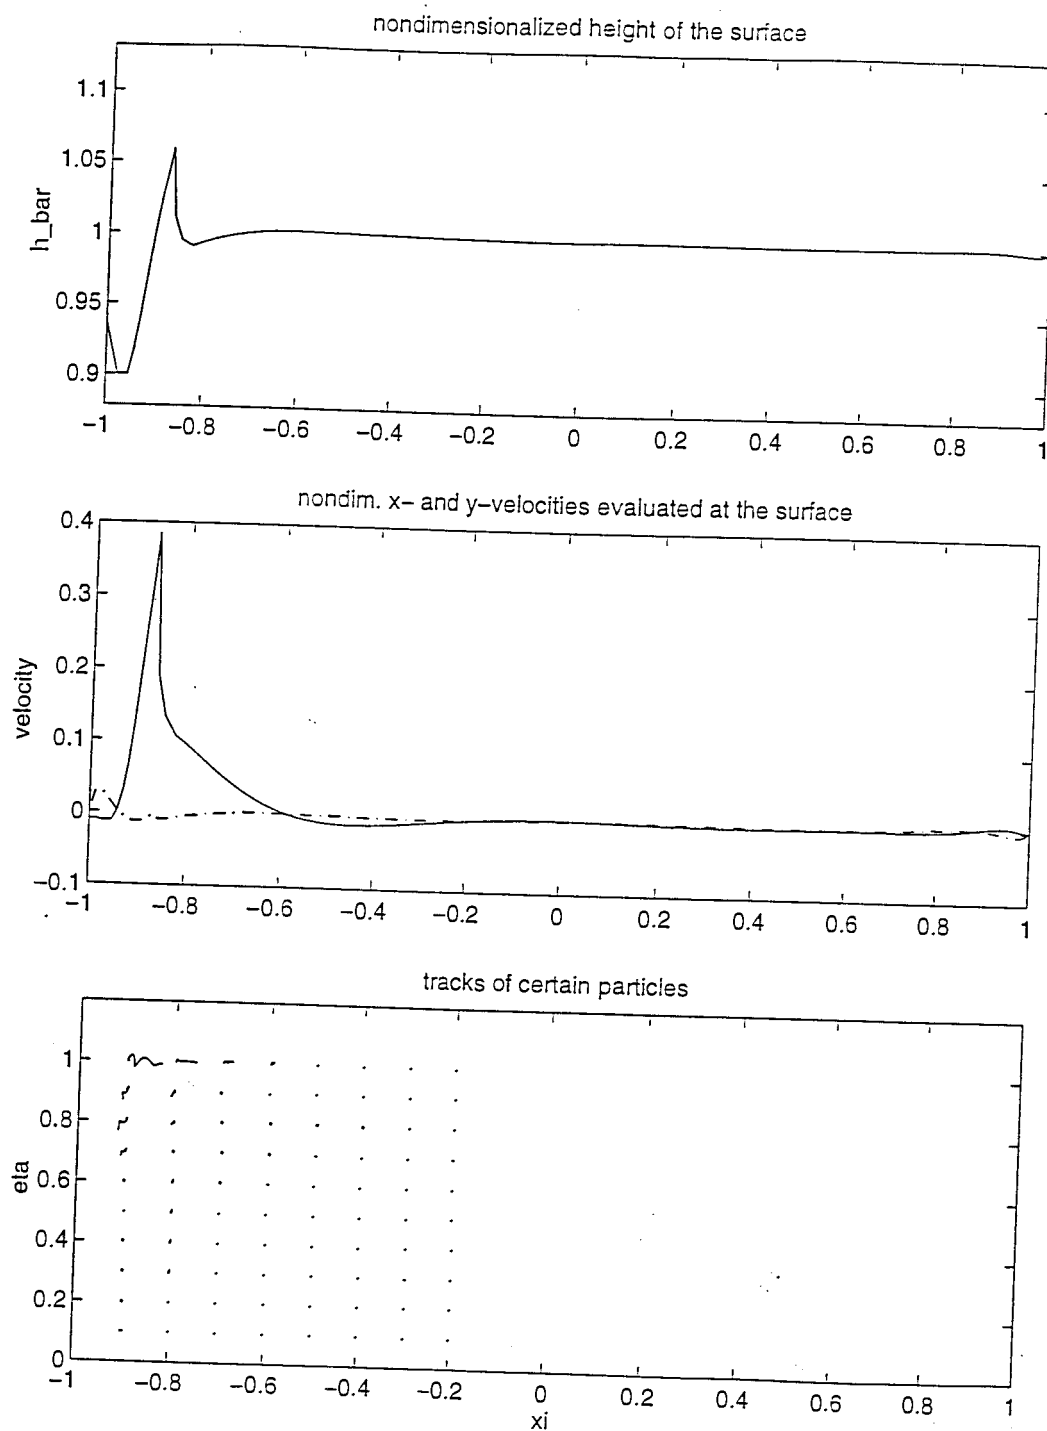 nondimensionalized height of the surface
1.1
1.05
1
0.95
0.9
h_bar
−1 −0.8 −0.6 −0.4 −0.2 0 0.2 0.4 0.6 0.8 1
nondim. x− and y−velocities evaluated at the surface
0.4
0.3
0.2
0.1
0
−0.1
velocity
−1 −0.8 −0.6 −0.4 −0.2 0 0.2 0.4 0.6 0.8 1
tracks of certain particles
1
0.8
0.6
0.4
0.2
0
eta
−1 −0.8 −0.6 −0.4 −0.2 0 0.2 0.4 0.6 0.8 1
xi